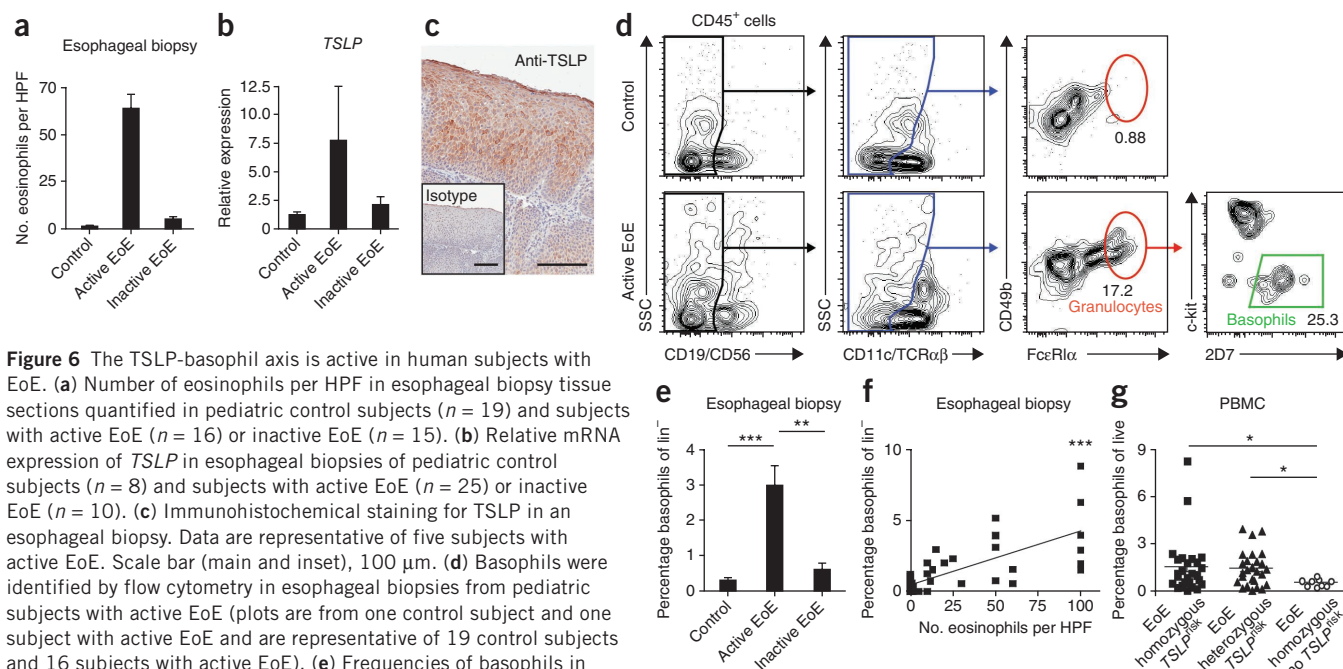 a
Esophageal biopsy
No. eosinophils per HPF
70
50
30
10
0
Control
Active EoE
Inactive EoE
b
TSLP
Relative expression
12.5
10.0
7.5
5.0
2.5
0
Control
Active EoE
Inactive EoE
c
Anti-TSLP
Isotype
d
CD45+ cells
Control
Active EoE
SSC
SSC
CD49b
0.88
17.2
Granulocytes
c-kit
Basophils
25.3
CD19/CD56
CD11c/TCRαβ
FcεRIα
2D7
Figure 6 The TSLP-basophil axis is active in human subjects with
EoE. (a) Number of eosinophils per HPF in esophageal biopsy tissue
sections quantified in pediatric control subjects (n = 19) and subjects
with active EoE (n = 16) or inactive EoE (n = 15). (b) Relative mRNA
expression of TSLP in esophageal biopsies of pediatric control
subjects (n = 8) and subjects with active EoE (n = 25) or inactive
EoE (n = 10). (c) Immunohistochemical staining for TSLP in an
esophageal biopsy. Data are representative of five subjects with
active EoE. Scale bar (main and inset), 100 μm. (d) Basophils were
identified by flow cytometry in esophageal biopsies from pediatric
subjects with active EoE (plots are from one control subject and one
subject with active EoE and are representative of 19 control subjects
and 16 subjects with active EoE). (e) Frequencies of basophils in
e
Esophageal biopsy
Percentage basophils of lin−
4
3
2
1
0
***
**
Control
Active EoE
Inactive EoE
f
Esophageal biopsy
Percentage basophils of lin−
10
5
0
***
0
25
50
75
100
No. eosinophils per HPF
g
PBMC
Percentage basophils of live
9
6
3
0
*
*
EoE
homozygous
TSLPrisk
EoE
heterozygous
TSLPrisk
EoE
homozygous
no TSLPrisk